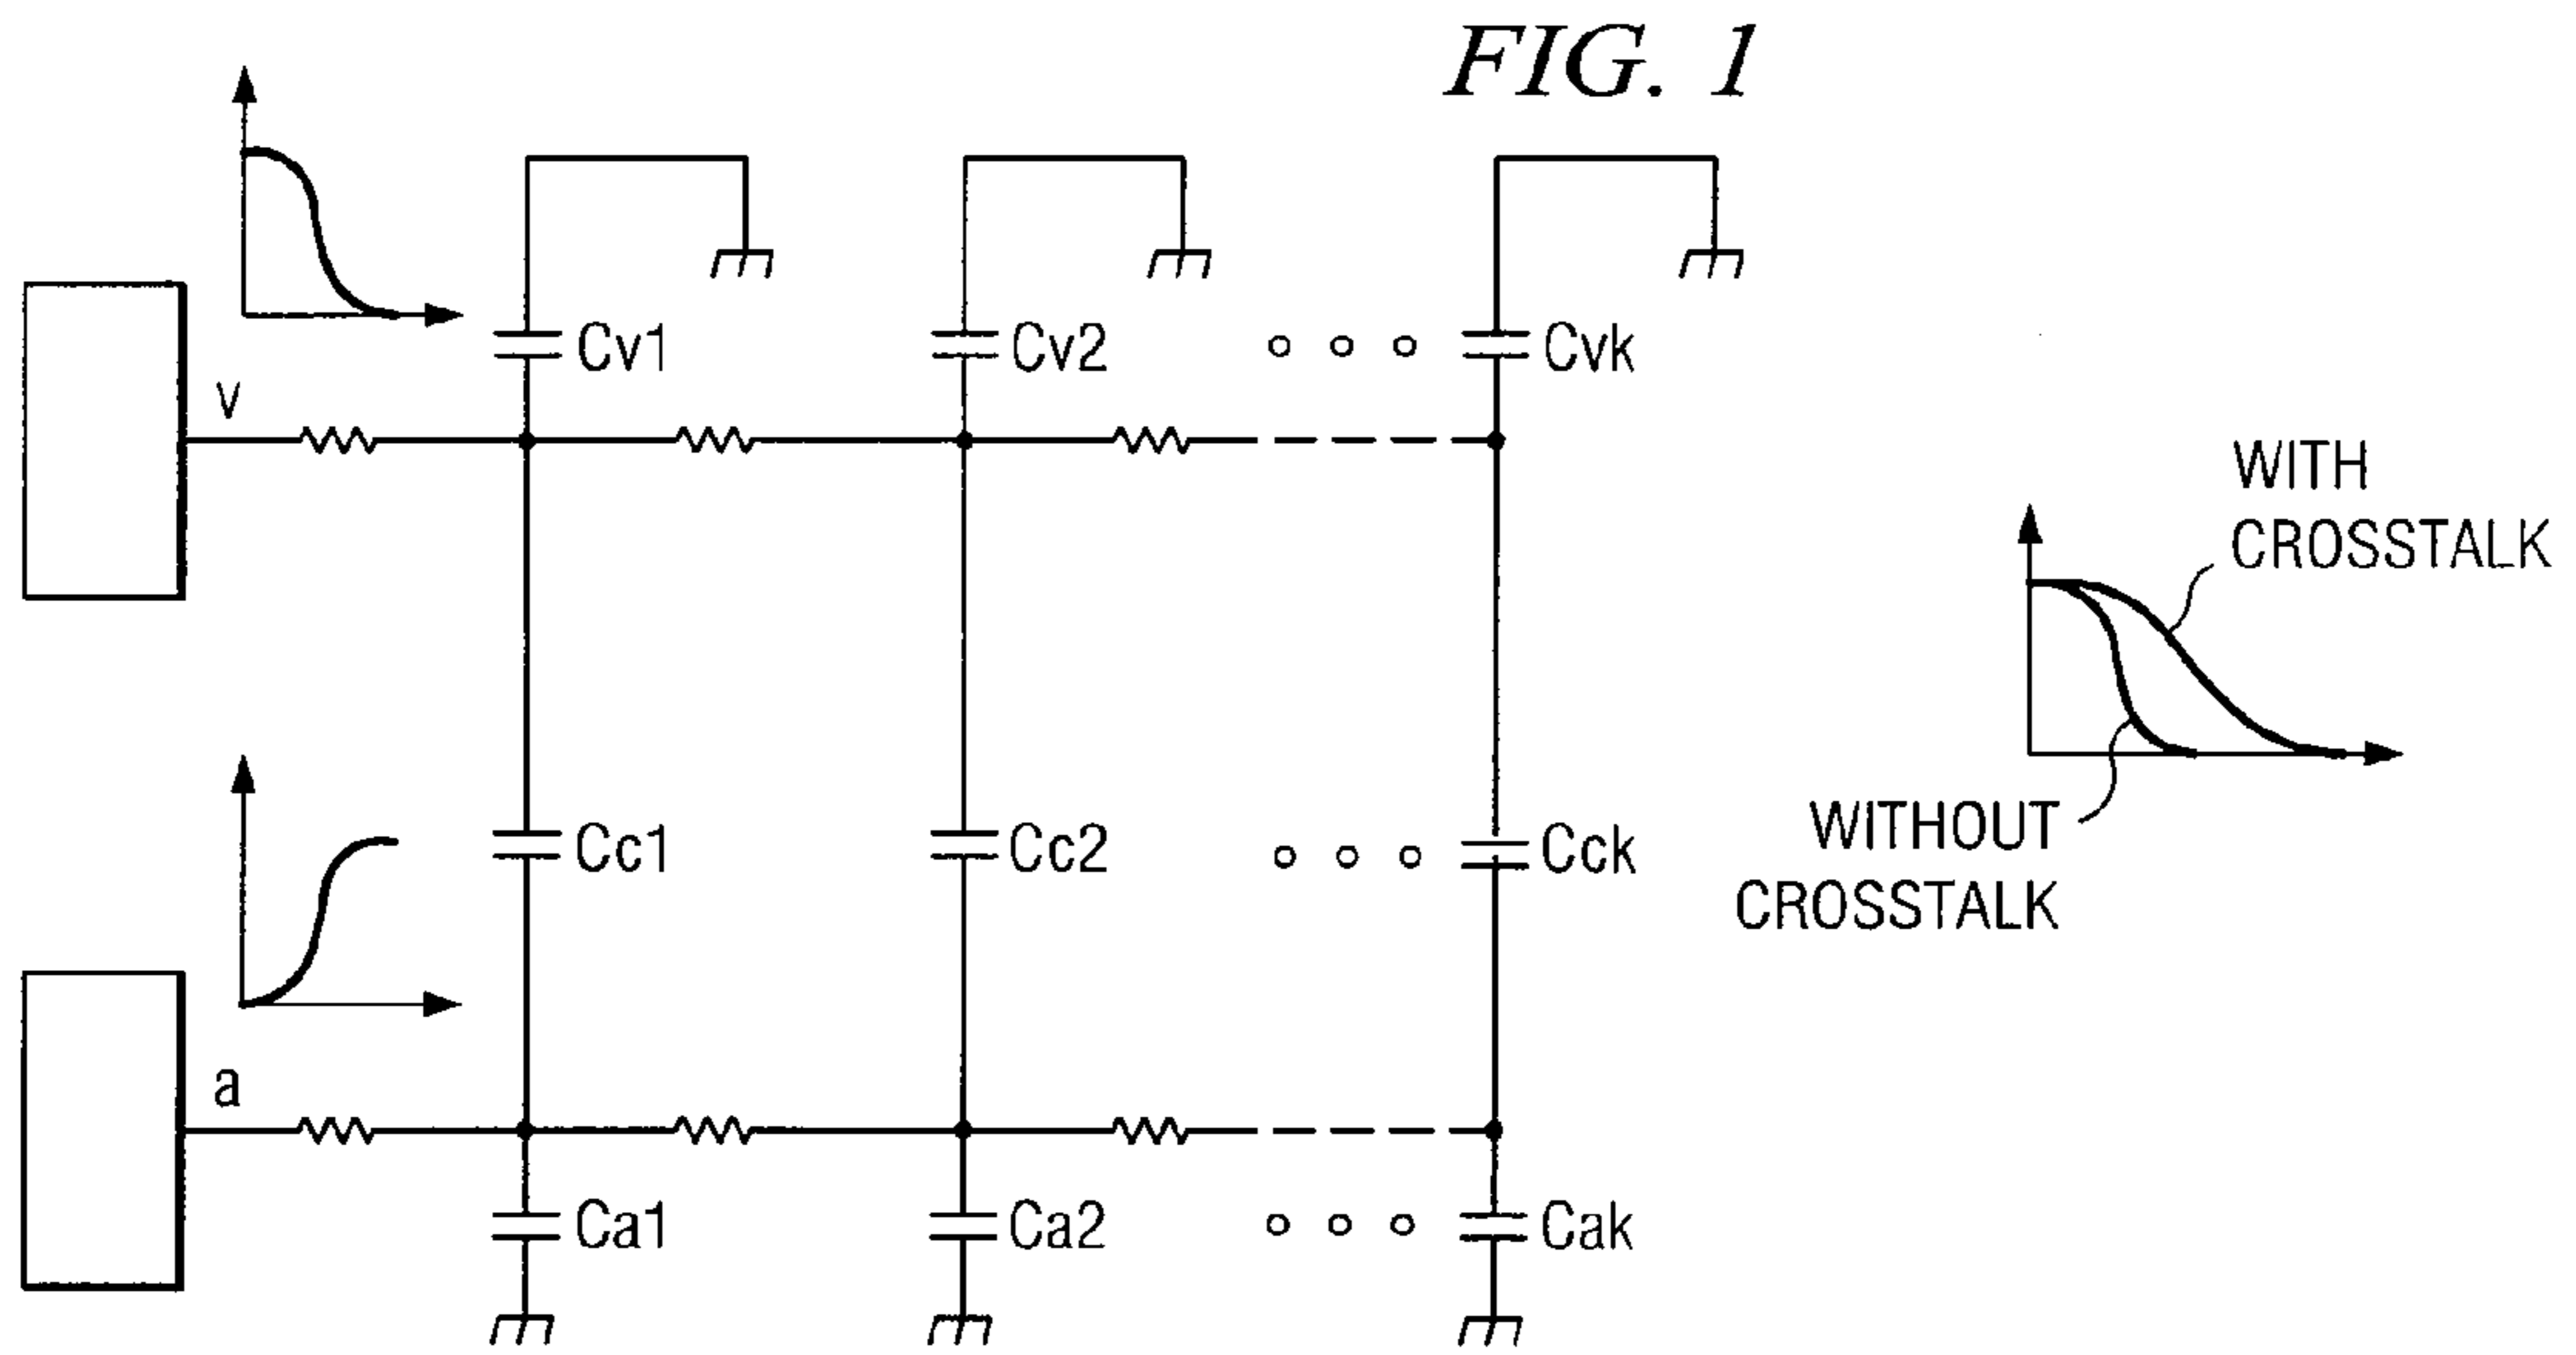 FIG. 1
Cv1
Cv2
Cvk
v
WITH
CROSSTALK
Cc1
Cc2
Cck
WITHOUT
CROSSTALK
a
Ca1
Ca2
Cak